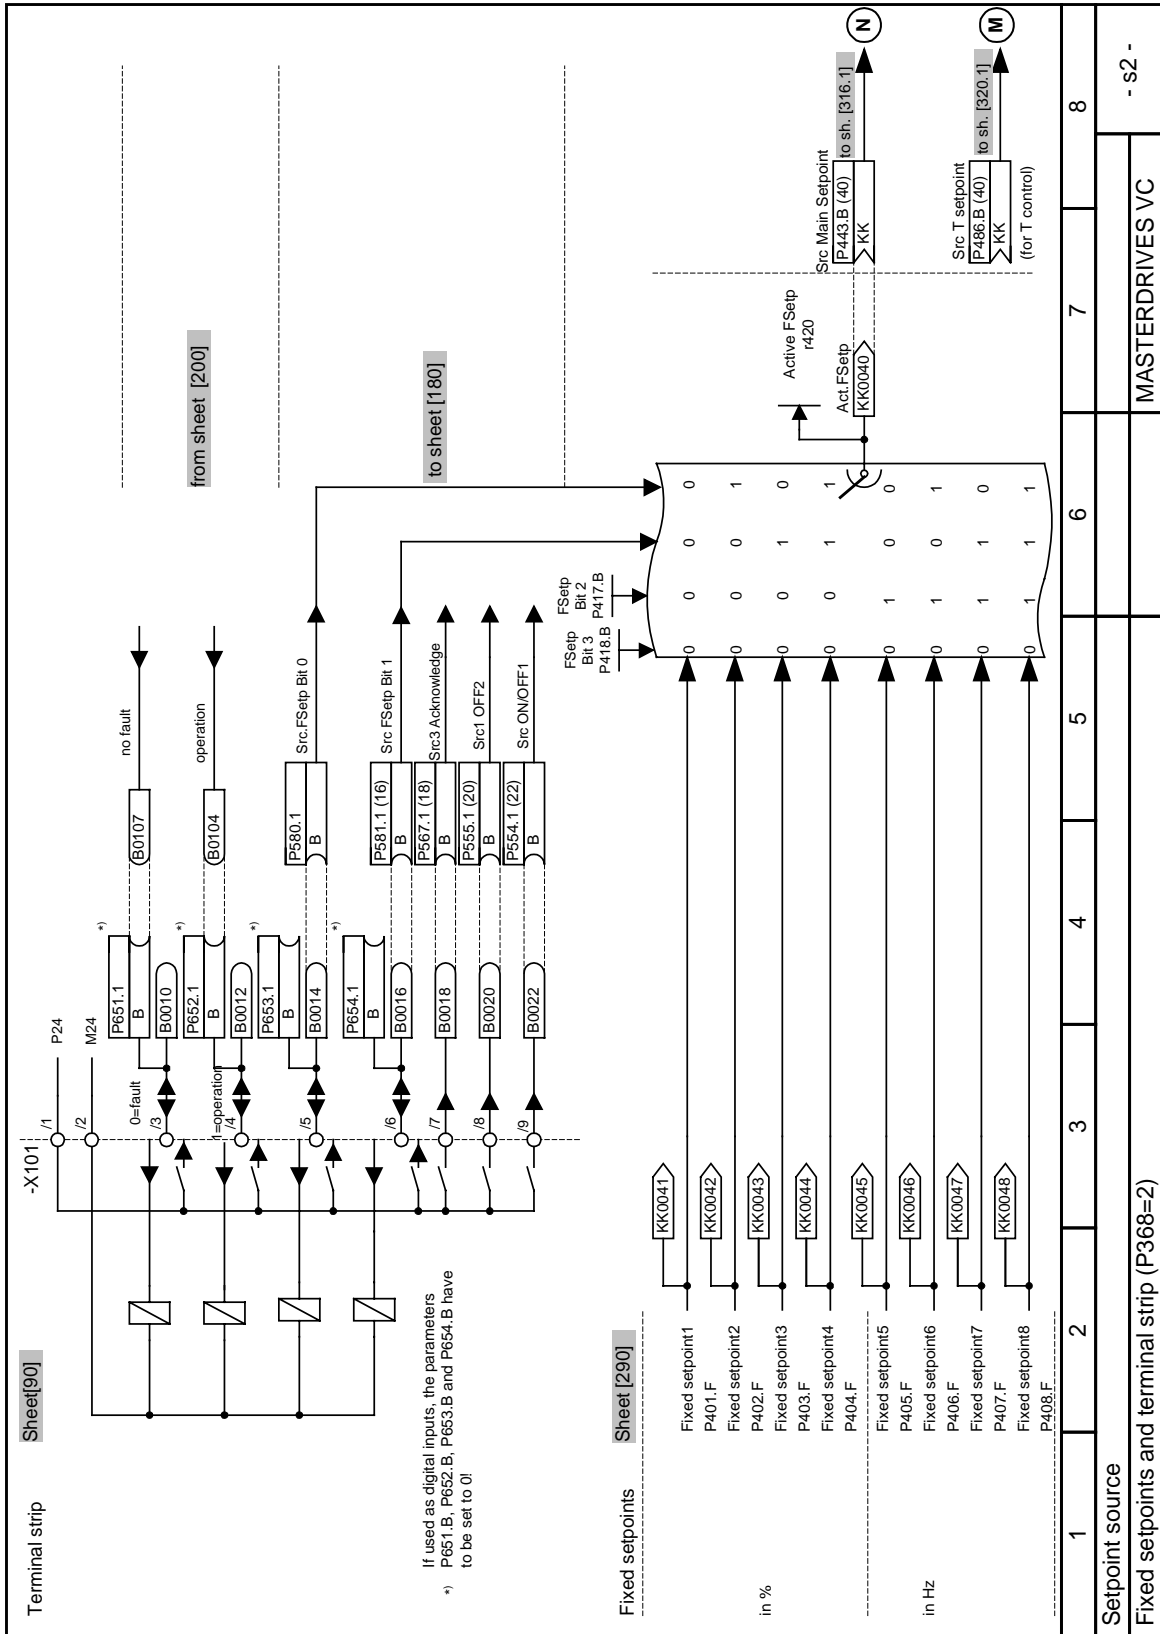 Terminal strip
Sheet[90]
-X101
/1
P24
/2
M24
0=fault
/3
P651.1
*)
B
B0010
B0107
no fault
1=operation
/4
P652.1
*)
B
B0012
B0104
operation
from sheet [200]
/5
P653.1
*)
B
B0014
P580.1
B
Src.FSetp Bit 0
/6
P654.1
*)
B
B0016
P581.1 (16)
B
Src FSetp Bit 1
/7
B0018
P567.1 (18)
B
Src3 Acknowledge
/8
B0020
P555.1 (20)
B
Src1 OFF2
/9
B0022
P554.1 (22)
B
Src ON/OFF1
to sheet [180]
*)
If used as digital inputs, the parameters
P651.B, P652.B, P653.B and P654.B have
to be set to 0!
Fixed setpoints
Sheet [290]
FSetp
Bit 3
P418.B
FSetp
Bit 2
P417.B
in %
Fixed setpoint1
P401.F
KK0041
0 0 0 0
Fixed setpoint2
P402.F
KK0042
0 0 0 1
Fixed setpoint3
P403.F
KK0043
0 0 1 0
Fixed setpoint4
P404.F
KK0044
0 0 1 1
in Hz
Fixed setpoint5
P405.F
KK0045
0 1 0 0
Fixed setpoint6
P406.F
KK0046
0 1 0 1
Fixed setpoint7
P407.F
KK0047
0 1 1 0
Fixed setpoint8
P408.F
KK0048
0 1 1 1
Active FSetp
r420
Act.FSetp
KK0040
Src Main Setpoint
P443.B (40)
KK
to sh. [316.1]
N
Src T setpoint
P486.B (40)
KK
(for T control)
to sh. [320.1]
M
1 2 3 4 5 6 7 8
Setpoint source
- s2 -
Fixed setpoints and terminal strip (P368=2)
MASTERDRIVES VC